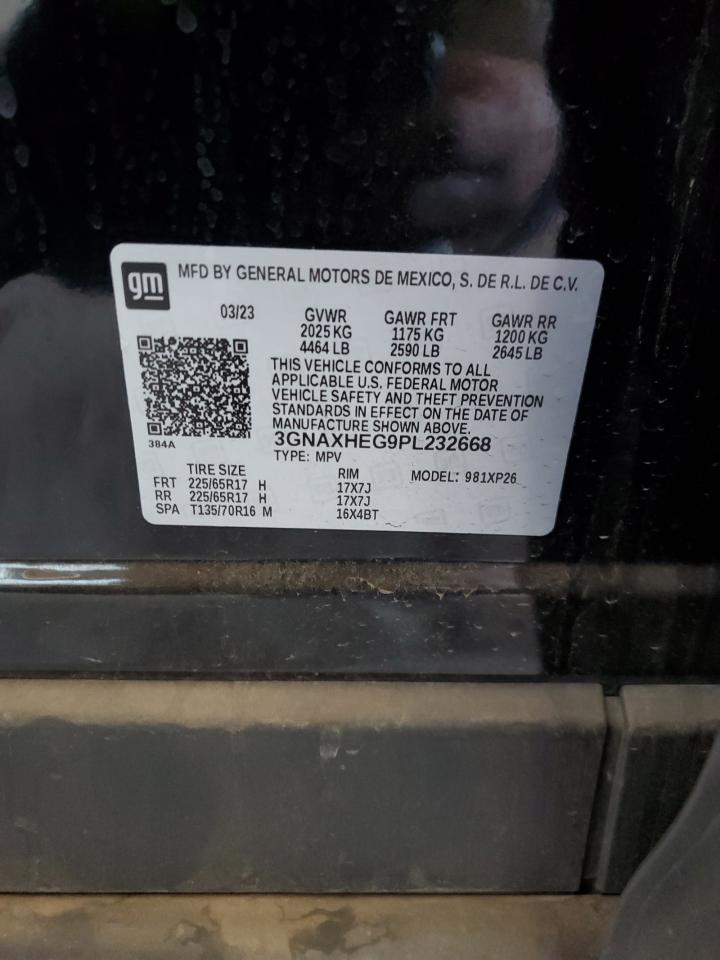 gm
MFD BY GENERAL MOTORS DE MEXICO, S. DE R.L. DE C.V.
03/23 GVWR GAWR FRT GAWR RR
2025 KG 1175 KG 1200 KG
4464 LB 2590 LB 2645 LB
THIS VEHICLE CONFORMS TO ALL
APPLICABLE U.S. FEDERAL MOTOR
VEHICLE SAFETY AND THEFT PREVENTION
STANDARDS IN EFFECT ON THE DATE OF
MANUFACTURE SHOWN ABOVE.
384A
3GNAXHEG9PL232668
TYPE: MPV
TIRE SIZE RIM MODEL: 981XP26
FRT 225/65R17 H 17X7J
RR 225/65R17 H 17X7J
SPA T135/70R16 M 16X4BT